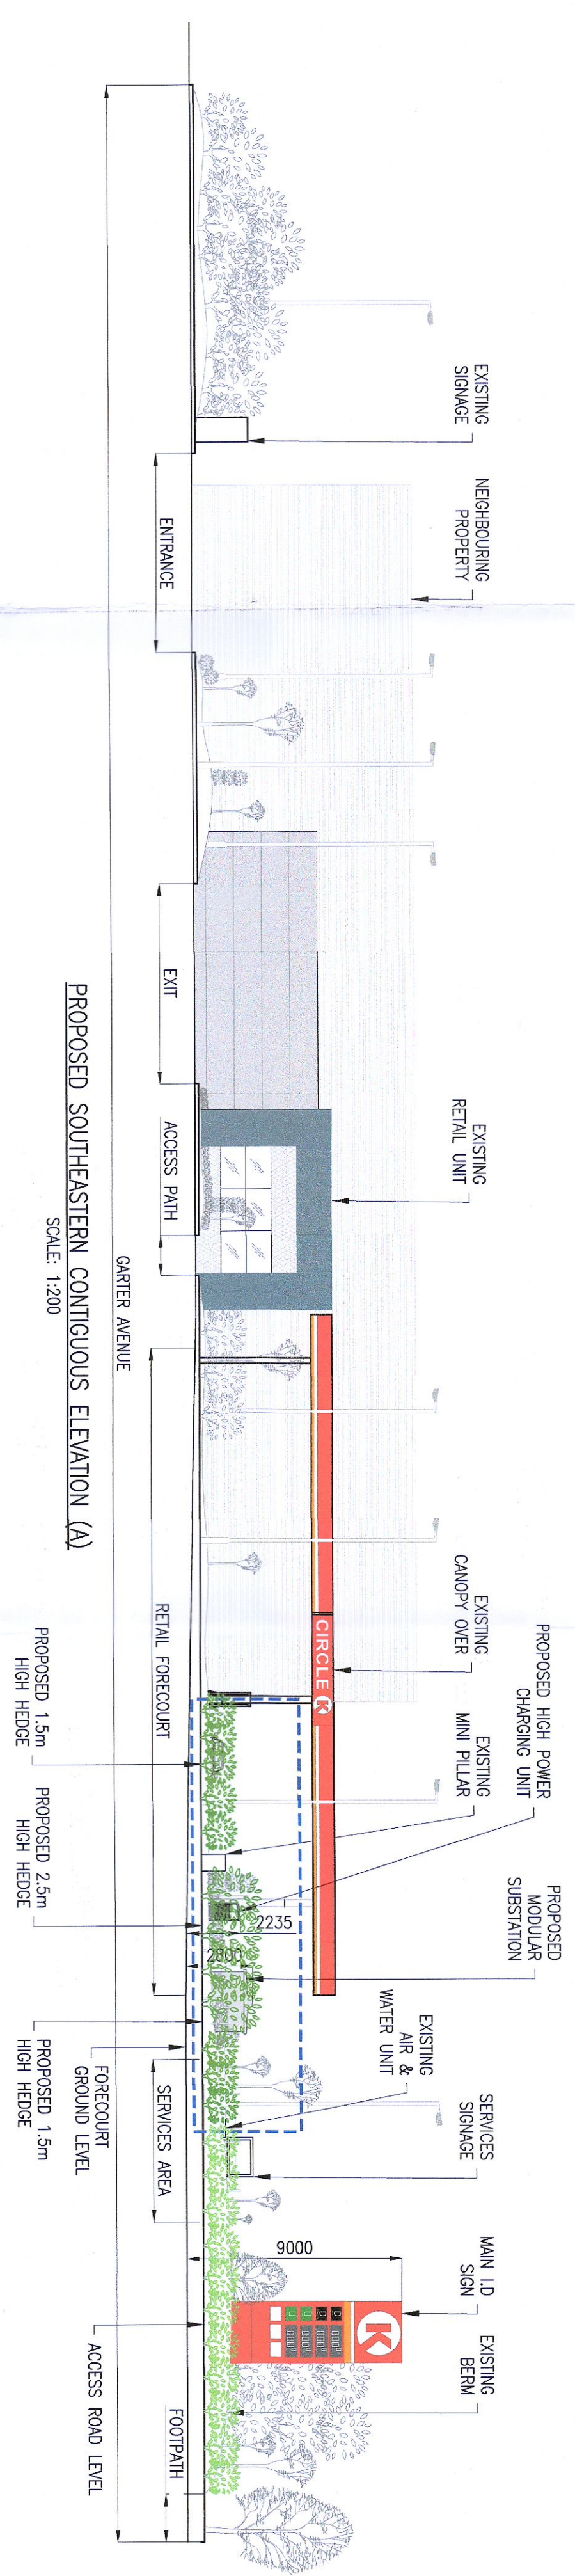 EXISTING
SIGNAGE
NEIGHBOURING
PROPERTY
EXISTING
RETAIL UNIT
EXISTING
CANOPY OVER
PROPOSED HIGH POWER
CHARGING UNIT
EXISTING
MINI PILLAR
PROPOSED
MODULAR
SUBSTATION
EXISTING
AIR &
WATER UNIT
SERVICES
SIGNAGE
MAIN I.D
SIGN
EXISTING
BERM
CIRCLE K
K
D
D
U
U
2235
2800
9000
ENTRANCE
EXIT
ACCESS PATH
RETAIL FORECOURT
SERVICES AREA
FOOTPATH
GARTER AVENUE
PROPOSED 1.5m
HIGH HEDGE
PROPOSED 2.5m
HIGH HEDGE
PROPOSED 1.5m
HIGH HEDGE
FORECOURT
GROUND LEVEL
ACCESS ROAD LEVEL
PROPOSED SOUTHEASTERN CONTIGUOUS ELEVATION (A)
SCALE: 1:200